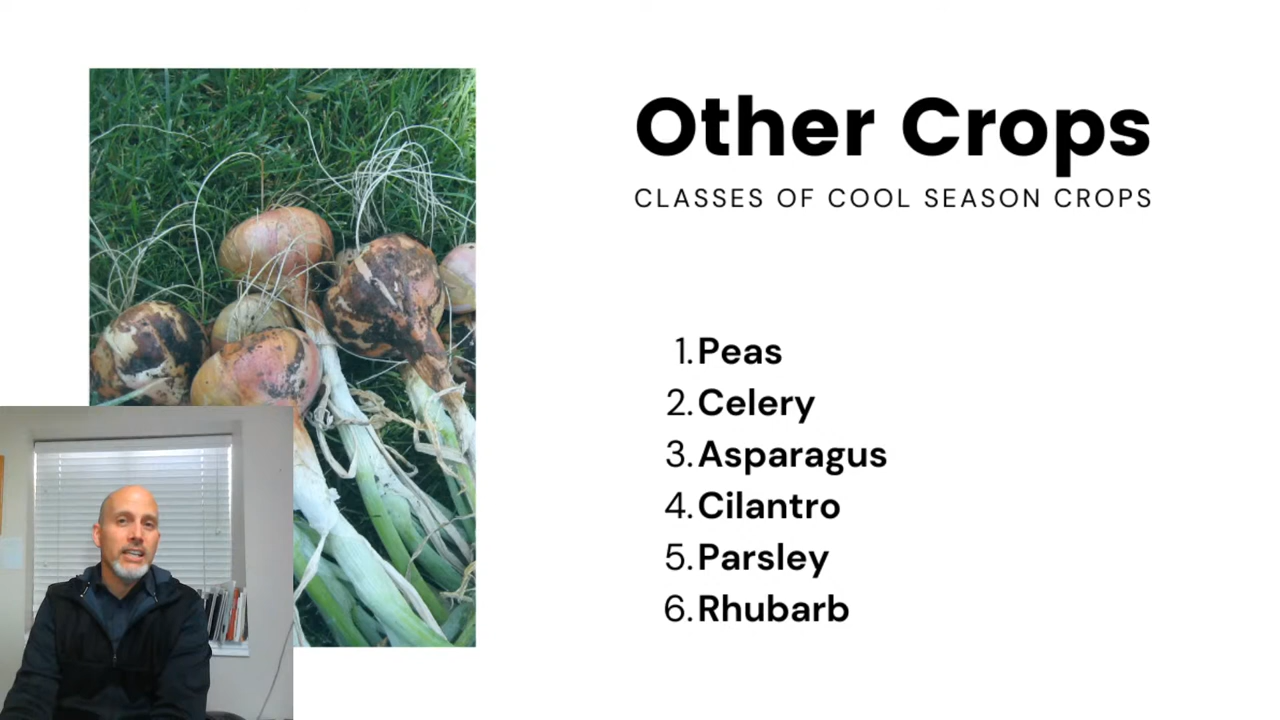 Other Crops
CLASSES OF COOL SEASON CROPS
1. Peas
2. Celery
3. Asparagus
4. Cilantro
5. Parsley
6. Rhubarb